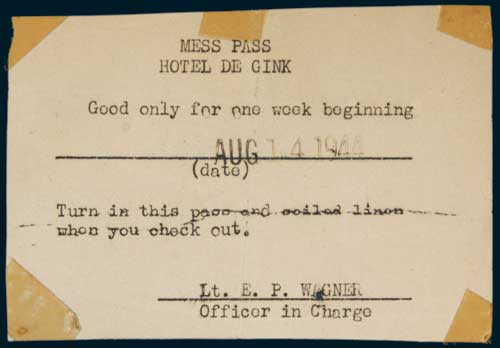 MESS PASS
HOTEL DE GINK
Good only for one week beginning
AUG 14 1944
(date)
Turn in this pass and soiled linen
when you check out.
Lt. E. P. WAGNER
Officer in Charge